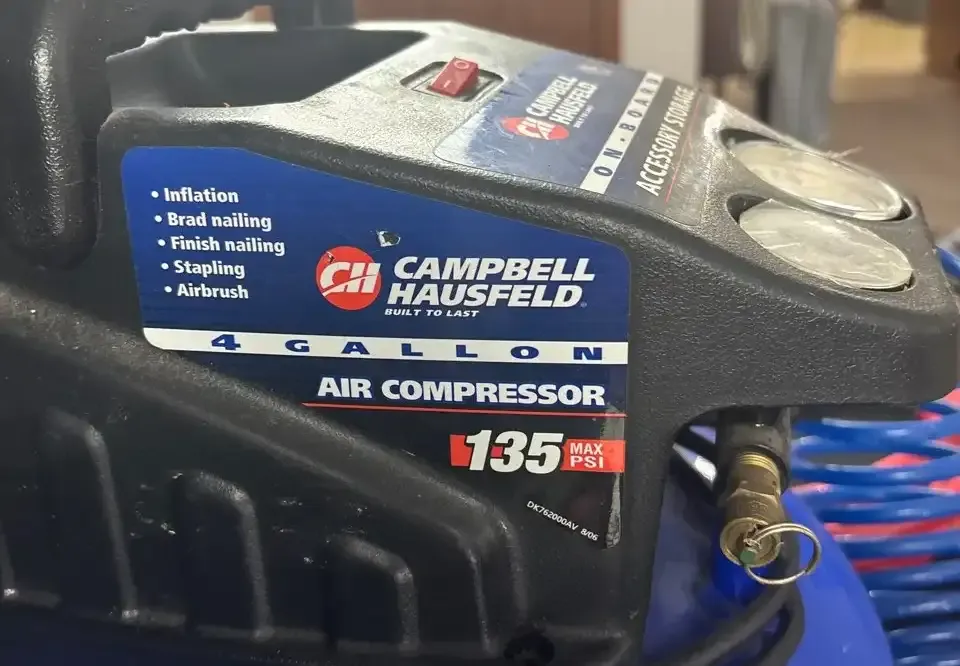 CAMPBELL
HAUSFELD
ON-BOARD
ACCESSORY STORAGE
• Inflation
• Brad nailing
• Finish nailing
• Stapling
• Airbrush
CH CAMPBELL
HAUSFELD®
BUILT TO LAST
4 GALLON
AIR COMPRESSOR
135 MAX
PSI
DK762000AV 8/06